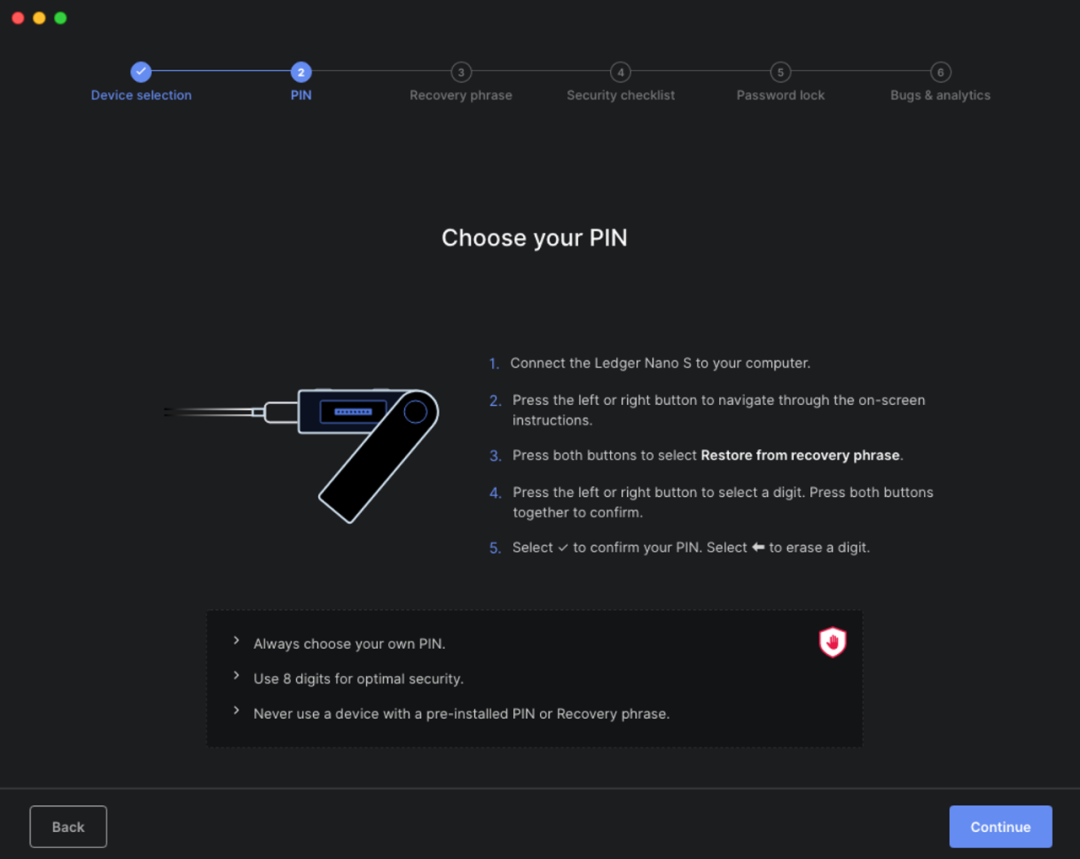 2 3 4 5 6
Device selection PIN Recovery phrase Security checklist Password lock Bugs & analytics
Choose your PIN
1. Connect the Ledger Nano S to your computer.
2. Press the left or right button to navigate through the on-screen
instructions.
3. Press both buttons to select Restore from recovery phrase.
4. Press the left or right button to select a digit. Press both buttons
together to confirm.
5. Select ✓ to confirm your PIN. Select ⬅ to erase a digit.
Always choose your own PIN.
Use 8 digits for optimal security.
Never use a device with a pre-installed PIN or Recovery phrase.
Back Continue